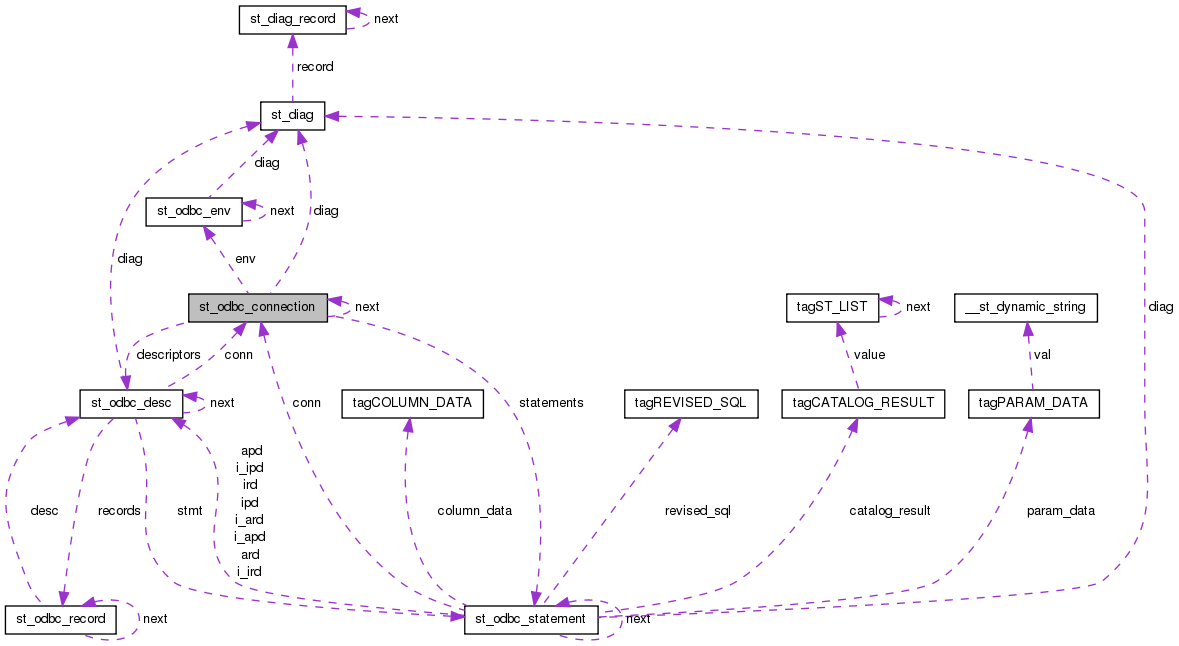 st_diag_record
next
record
st_diag
diag
st_odbc_env
next
diag
diag
env
st_odbc_connection
next
tagST_LIST
next
__st_dynamic_string
diag
descriptors
conn
value
val
st_odbc_desc
next
conn
statements
tagCOLUMN_DATA
tagREVISED_SQL
tagCATALOG_RESULT
tagPARAM_DATA
desc
records
stmt
apd
i_ipd
ird
ipd
i_ard
i_apd
ard
i_ird
column_data
revised_sql
catalog_result
param_data
st_odbc_record
next
st_odbc_statement
next